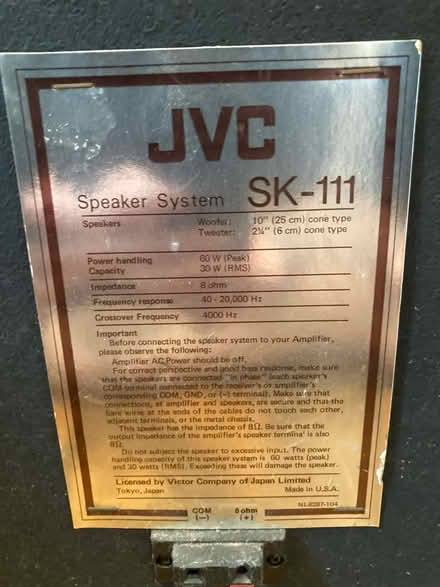 JVC
Speaker System SK-111
Speakers Woofer: 10" (25 cm) cone type
Tweeter: 2¼" (6 cm) cone type
Power handling 60 W (Peak)
Capacity 30 W (RMS)
Impedance 8 ohm
Frequency response 40 - 20,000 Hz
Crossover Frequency 4000 Hz
Important
Before connecting the speaker system to your Amplifier,
please observe the following:
Amplifier AC Power should be off.
For correct perspective and good bass response, make sure
that the speakers are connected "in phase" (each speaker's
COM terminal connected to the receiver's or amplifier's
corresponding COM, GND, or (-) terminal). Make sure that
connections, at amplifier and speakers, are secure and that the
bare wire at the ends of the cables do not touch each other,
adjacent terminals, or the metal chassis.
This speaker has the impedance of 8Ω. Be sure that the
output impedance of the amplifier's speaker terminal is also
8Ω.
Do not subject the speaker to excessive input. The power
handling capacity of this speaker system is 60 watts (peak)
and 30 watts (RMS). Exceeding these will damage the speaker.
Licensed by Victor Company of Japan Limited
Tokyo, Japan Made in U.S.A.
NL8287-104
COM 8 ohm
(-) (+)